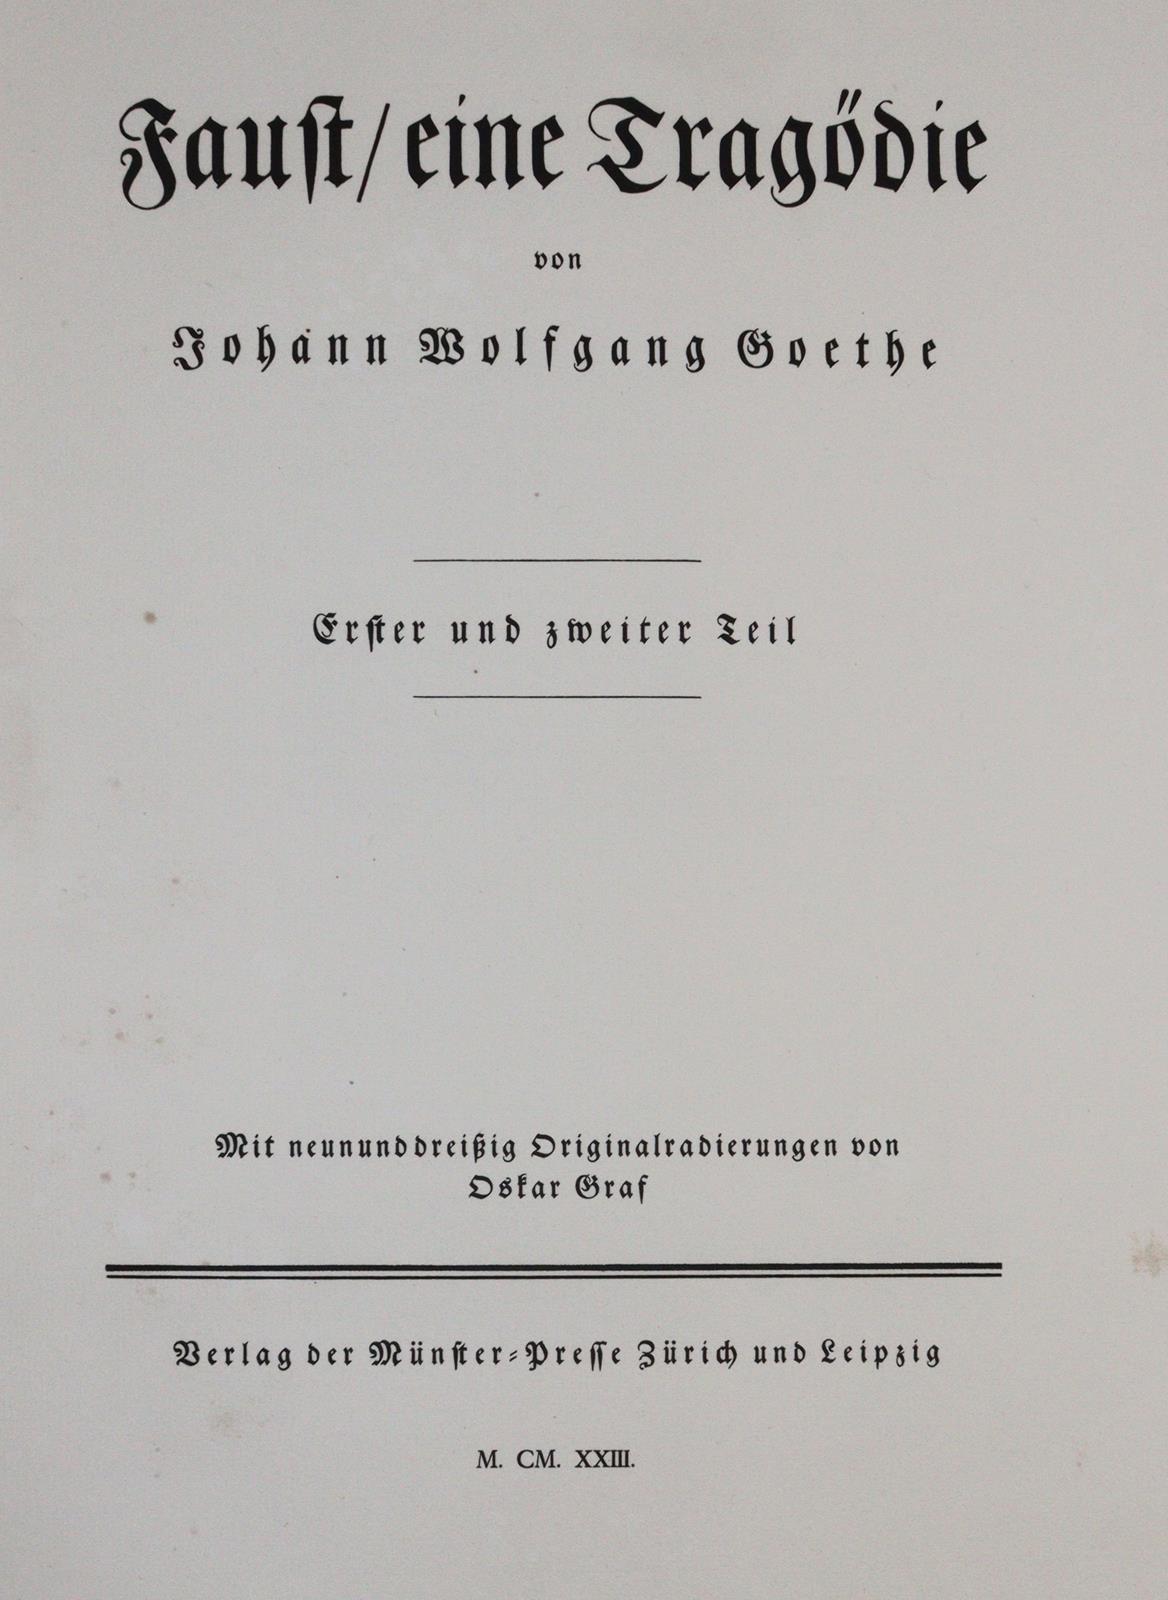 Fauſt/ eine Tragödie
von
Johann Wolfgang Goethe
Erſter und zweiter Teil
Mit neununddreißig Originalradierungen von
Oskar Graf
Verlag der Münſter-Preſſe Zürich und Leipzig
M. CM. XXIII.